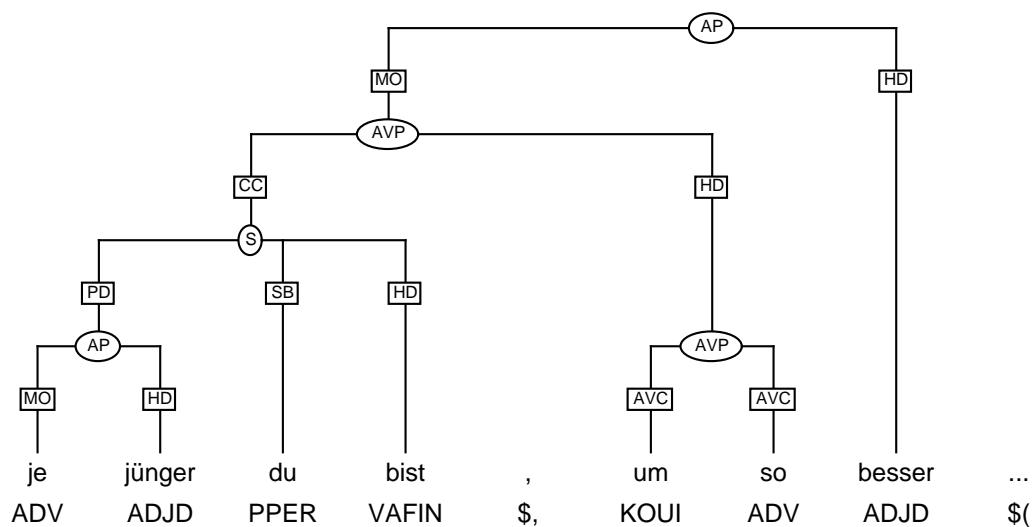 AP
MO HD
AVP
CC HD
S
PD SB HD
AP AVP
MO HD AVC AVC
je jünger du bist , um so besser ...
ADV ADJD PPER VAFIN $, KOUI ADV ADJD $(